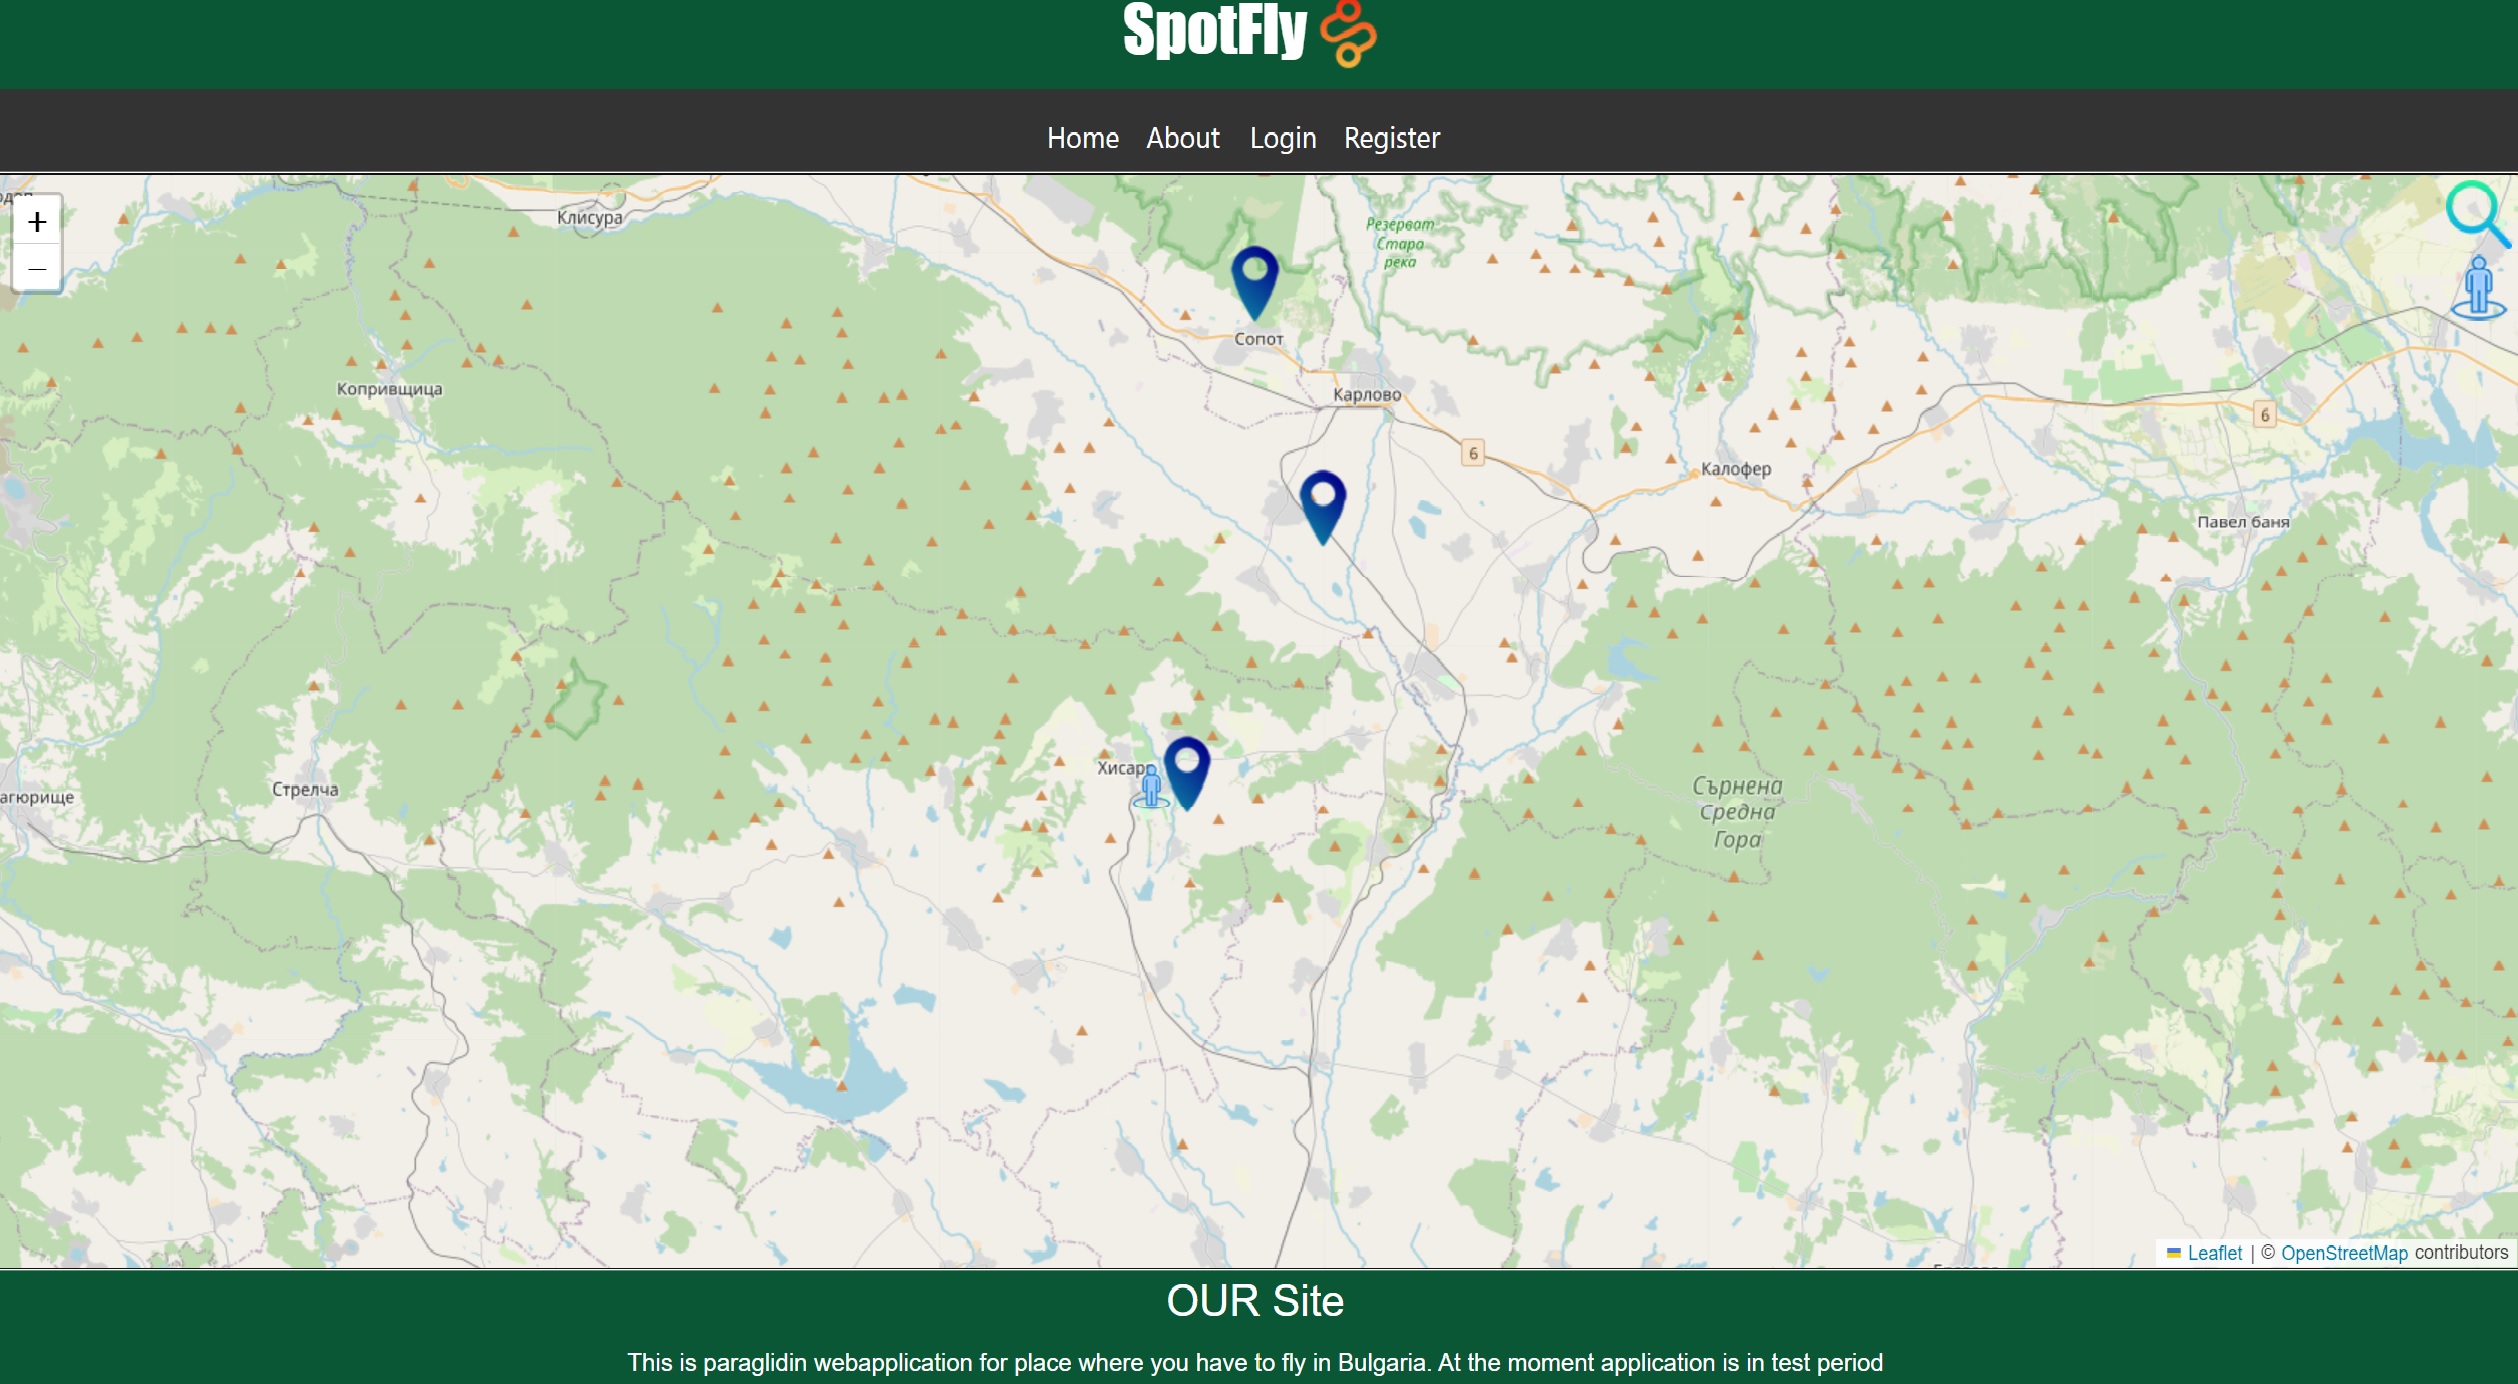 SpotFly
Home About Login Register
+
−
Клисура
Резерват
Стара
река
Сопот
Копривщица
Карлово
6
6
Калофер
Павел баня
Хисаря
Стрелча
агюрище
Сърнена
Средна
Гора
Leaflet | © OpenStreetMap contributors
OUR Site
This is paraglidin webapplication for place where you have to fly in Bulgaria. At the moment application is in test period